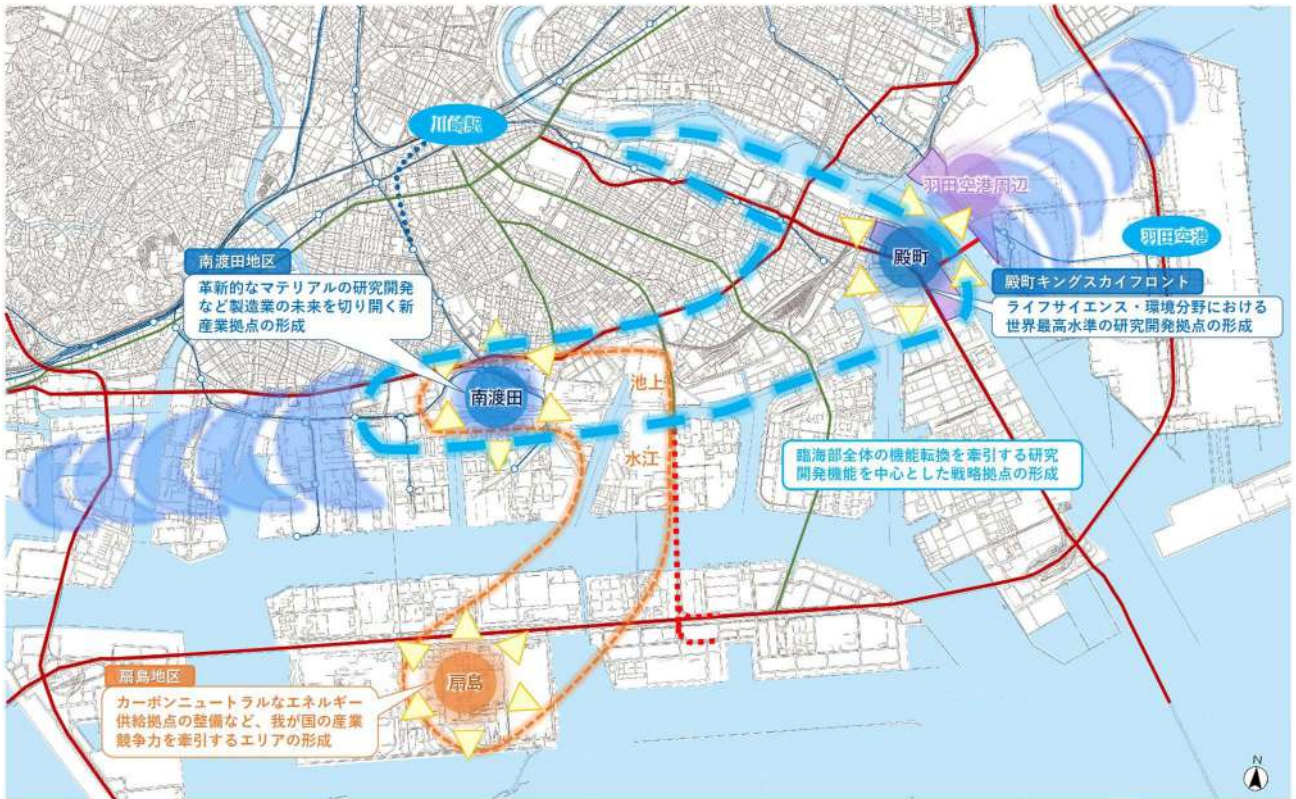 川崎駅
羽田空港周辺
羽田空港
殿町
殿町キングスカイフロント
ライフサイエンス・環境分野における
世界最高水準の研究開発拠点の形成
南渡田地区
革新的なマテリアルの研究開発
など製造業の未来を切り開く新
産業拠点の形成
南渡田
池上
水江
臨海部全体の機能転換を牽引する研究
開発機能を中心とした戦略拠点の形成
扇島地区
カーボンニュートラルなエネルギー
供給拠点の整備など、我が国の産業
競争力を牽引するエリアの形成
扇島
N